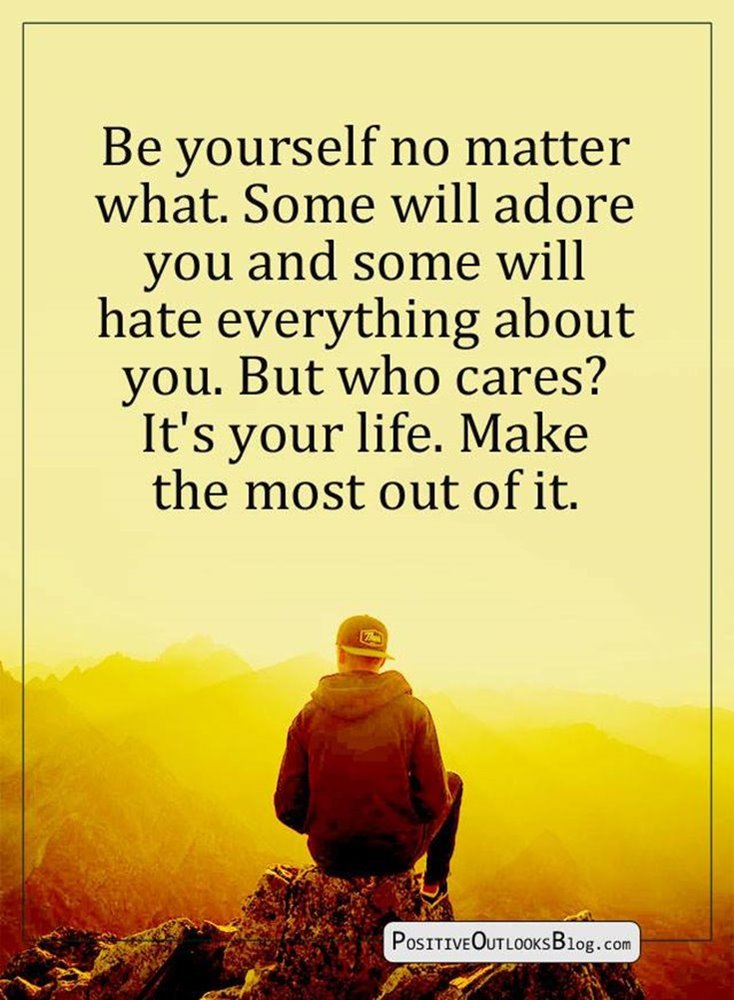 Be yourself no matter
what. Some will adore
you and some will
hate everything about
you. But who cares?
It's your life. Make
the most out of it.
PositiveOutlooksBlog.com